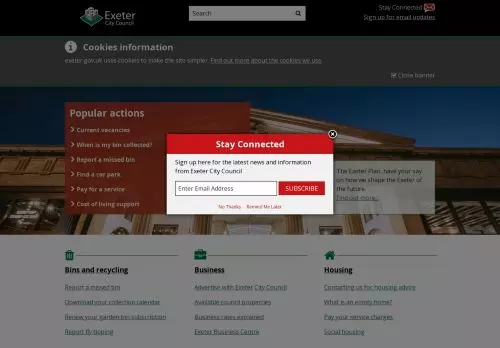 Exeter
City Council
Search
Stay Connected
Sign up for email updates
Cookies information
exeter.gov.uk uses cookies to make the site simpler. Find out more about the cookies we use
Close banner
Popular actions
Current vacancies
When is my bin collected?
Report a missed bin
Find a car park
Pay for a service
Cost of living support
Stay Connected
Sign up here for the latest news and information
from Exeter City Council
Enter Email Address
SUBSCRIBE
No Thanks
Remind Me Later
The Exeter Plan, have your say
on how we shape the Exeter of
the future.
Find out more...
Bins and recycling
Report a missed bin
Download your collection calendar
Renew your garden bin subscription
Report fly tipping
Business
Advertise with Exeter City Council
Available council properties
Business rates explained
Exeter Business Centre
Housing
Contacting us for housing advice
What is an empty home?
Pay your service charges
Social housing